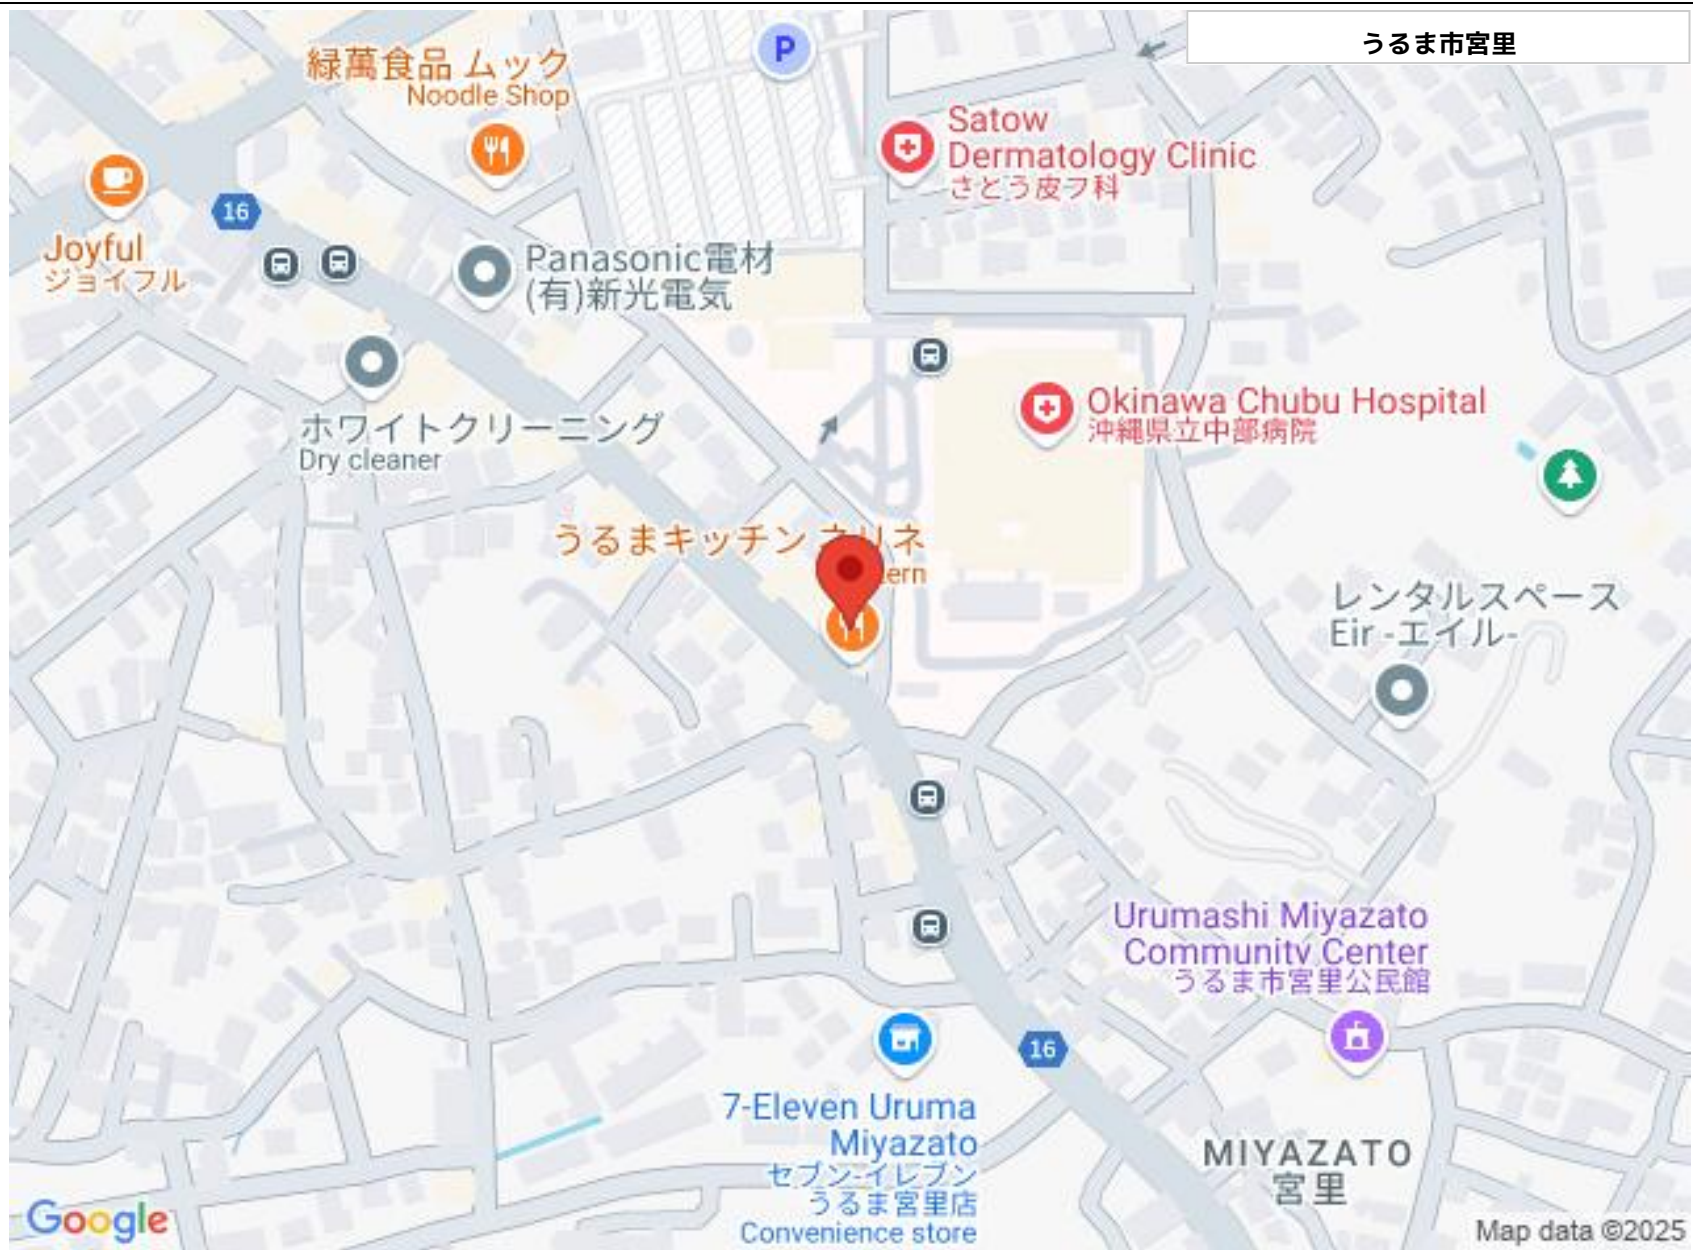 うるま市宮里
緑萬食品 ムック
Noodle Shop
P
Satow
Dermatology Clinic
さとう皮フ科
16
Joyful
ジョイフル
Panasonic電材
(有)新光電気
ホワイトクリーニング
Dry cleaner
Okinawa Chubu Hospital
沖縄県立中部病院
うるまキッチン ネリネ
tern
レンタルスペース
Eir -エイル-
Urumashi Miyazato
Community Center
うるま市宮里公民館
16
7-Eleven Uruma
Miyazato
セブン-イレブン
うるま宮里店
Convenience store
MIYAZATO
宮里
Google
Map data ©2025